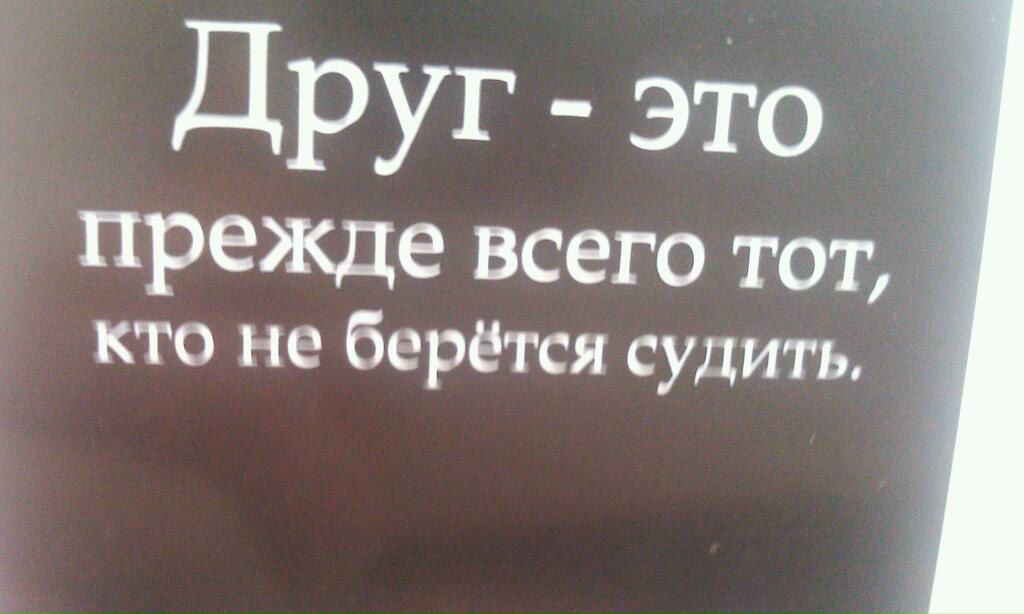 Друг - это
прежде всего тот,
кто не берётся судить.